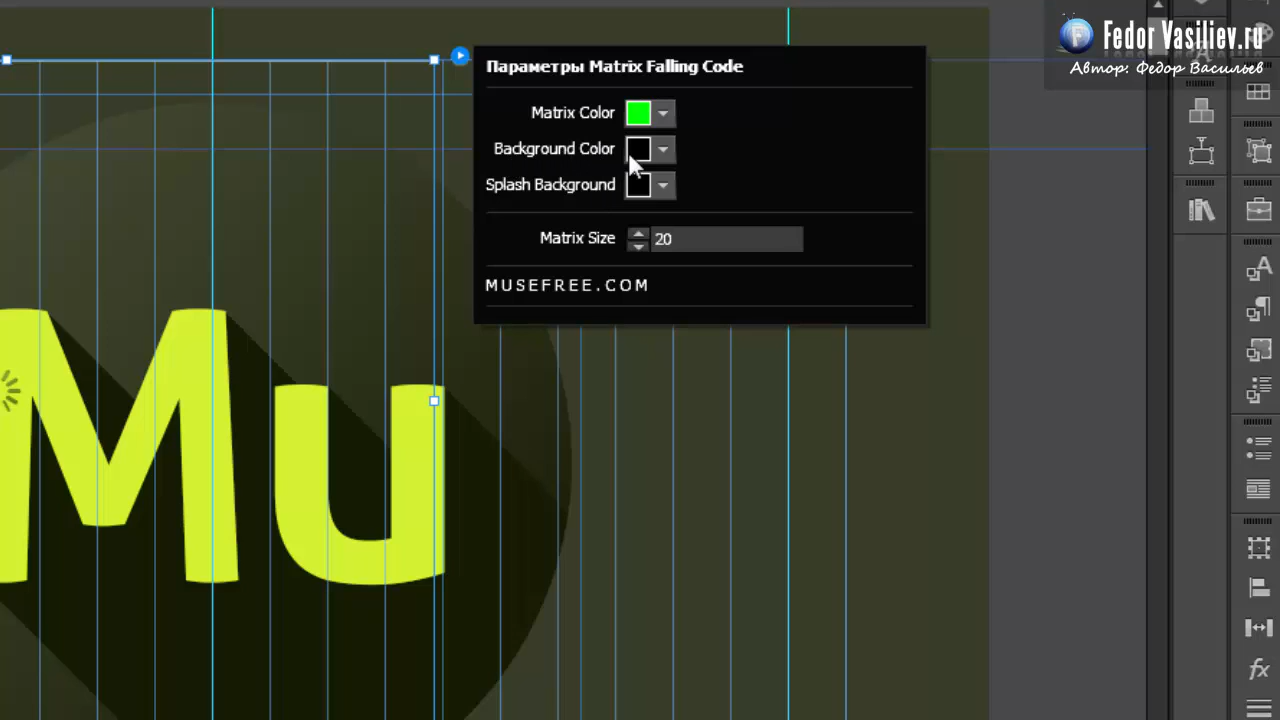 Fedor Vasiliev.ru
Автор: Федор Васильев
Параметры Matrix Falling Code
Matrix Color
Background Color
Splash Background
Matrix Size 20
MUSEFREE.COM
Mu
fx